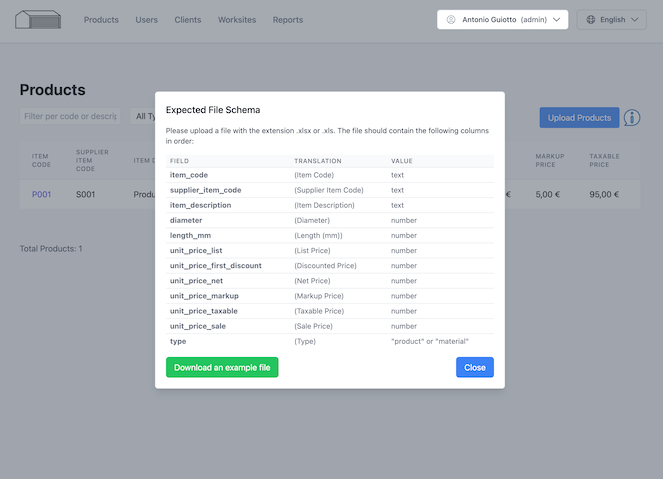 Products Users Clients Worksites Reports Antonio Guiotto (admin) English
Products
Filter per code or descrip All Ty Upload Products
ITEM CODE SUPPLIER ITEM CODE ITEM D MARKUP PRICE TAXABLE PRICE
P001 S001 Produ € 5,00 € 95,00 €
Total Products: 1
Expected File Schema
Please upload a file with the extension .xlsx or .xls. The file should contain the following columns
in order:
FIELD TRANSLATION VALUE
item_code (Item Code) text
supplier_item_code (Supplier Item Code) text
item_description (Item Description) text
diameter (Diameter) number
length_mm (Length (mm)) number
unit_price_list (List Price) number
unit_price_first_discount (Discounted Price) number
unit_price_net (Net Price) number
unit_price_markup (Markup Price) number
unit_price_taxable (Taxable Price) number
unit_price_sale (Sale Price) number
type (Type) "product" or "material"
Download an example file Close